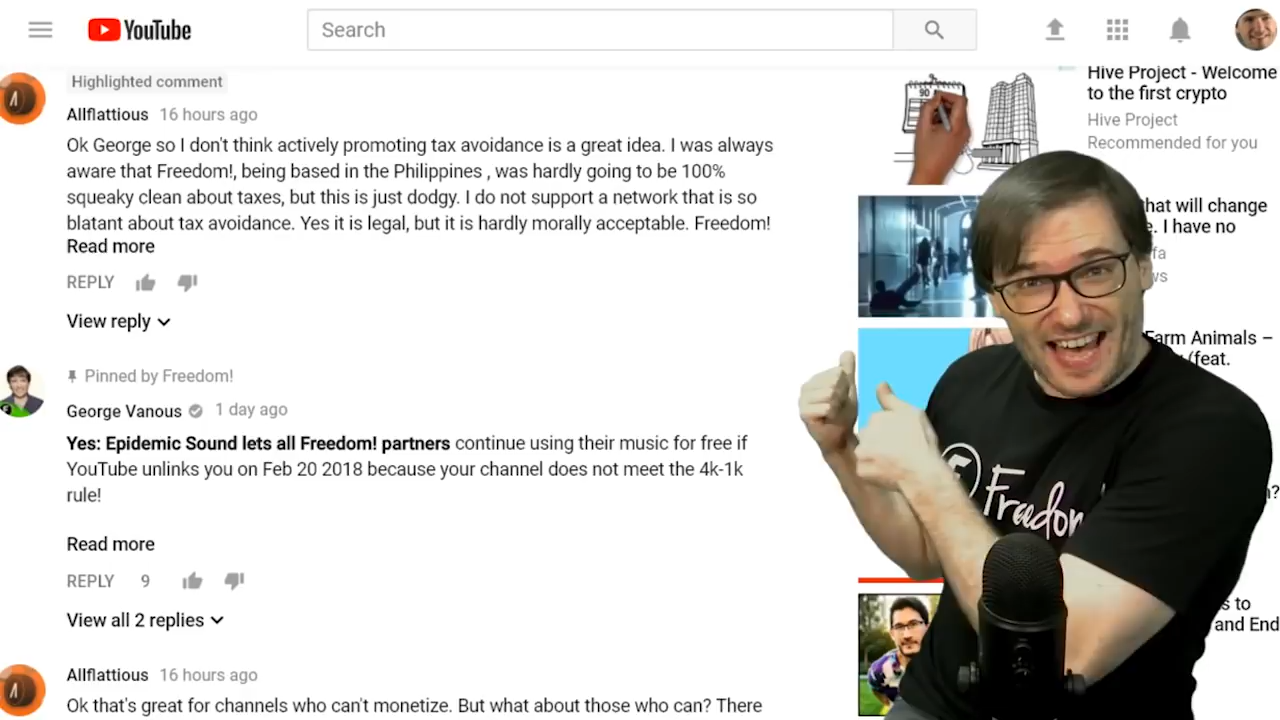 YouTube
Search
Highlighted comment
Allflattious 16 hours ago
Ok George so I don't think actively promoting tax avoidance is a great idea. I was always
aware that Freedom!, being based in the Philippines , was hardly going to be 100%
squeaky clean about taxes, but this is just dodgy. I do not support a network that is so
blatant about tax avoidance. Yes it is legal, but it is hardly morally acceptable. Freedom!
Read more
REPLY
View reply
Pinned by Freedom!
George Vanous 1 day ago
Yes: Epidemic Sound lets all Freedom! partners continue using their music for free if
YouTube unlinks you on Feb 20 2018 because your channel does not meet the 4k-1k
rule!
Read more
REPLY 9
View all 2 replies
Allflattious 16 hours ago
Ok that's great for channels who can't monetize. But what about those who can? There
Hive Project - Welcome
to the first crypto
Hive Project
Recommended for you
90
that will change
I have no
Farm Animals –
(feat.
to
and End
Freedom